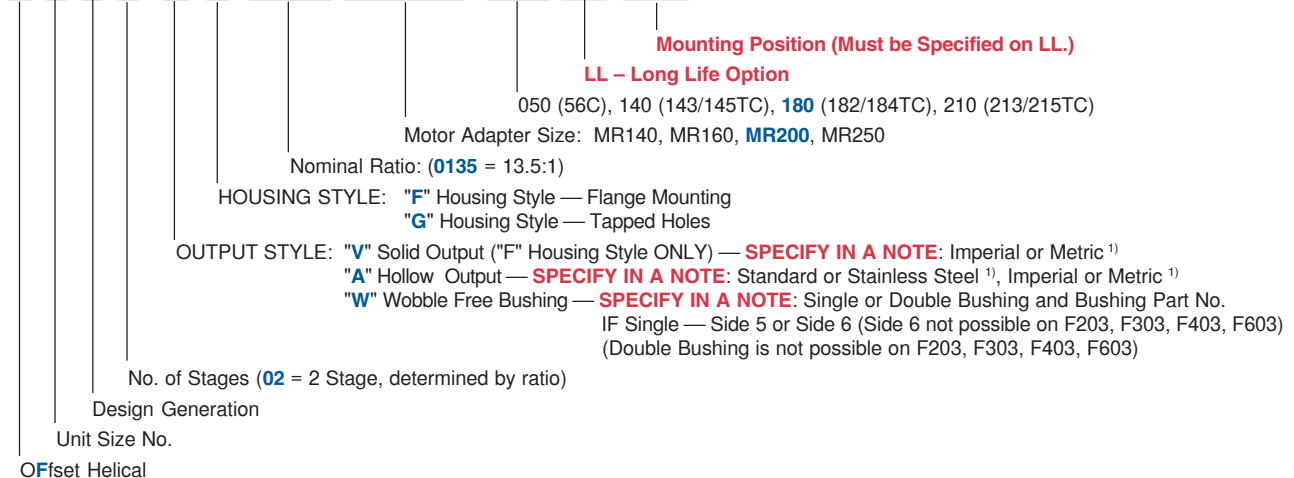 Mounting Position (Must be Specified on LL.)
LL – Long Life Option
050 (56C), 140 (143/145TC), 180 (182/184TC), 210 (213/215TC)
Motor Adapter Size: MR140, MR160, MR200, MR250
Nominal Ratio: (0135 = 13.5:1)
HOUSING STYLE: "F" Housing Style — Flange Mounting
"G" Housing Style — Tapped Holes
OUTPUT STYLE: "V" Solid Output ("F" Housing Style ONLY) — SPECIFY IN A NOTE: Imperial or Metric 1)
"A" Hollow Output — SPECIFY IN A NOTE: Standard or Stainless Steel 1), Imperial or Metric 1)
"W" Wobble Free Bushing — SPECIFY IN A NOTE: Single or Double Bushing and Bushing Part No.
IF Single — Side 5 or Side 6 (Side 6 not possible on F203, F303, F403, F603)
(Double Bushing is not possible on F203, F303, F403, F603)
No. of Stages (02 = 2 Stage, determined by ratio)
Design Generation
Unit Size No.
OFfset Helical